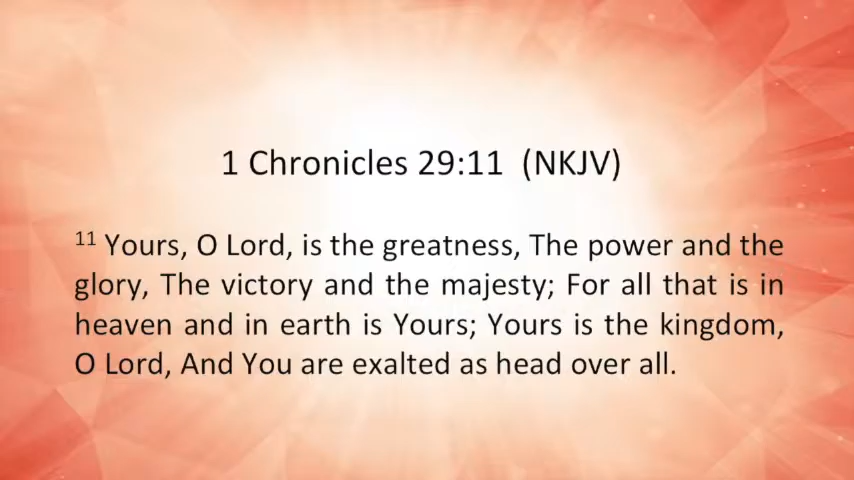 1 Chronicles 29:11 (NKJV)
11 Yours, O Lord, is the greatness, The power and the
glory, The victory and the majesty; For all that is in
heaven and in earth is Yours; Yours is the kingdom,
O Lord, And You are exalted as head over all.